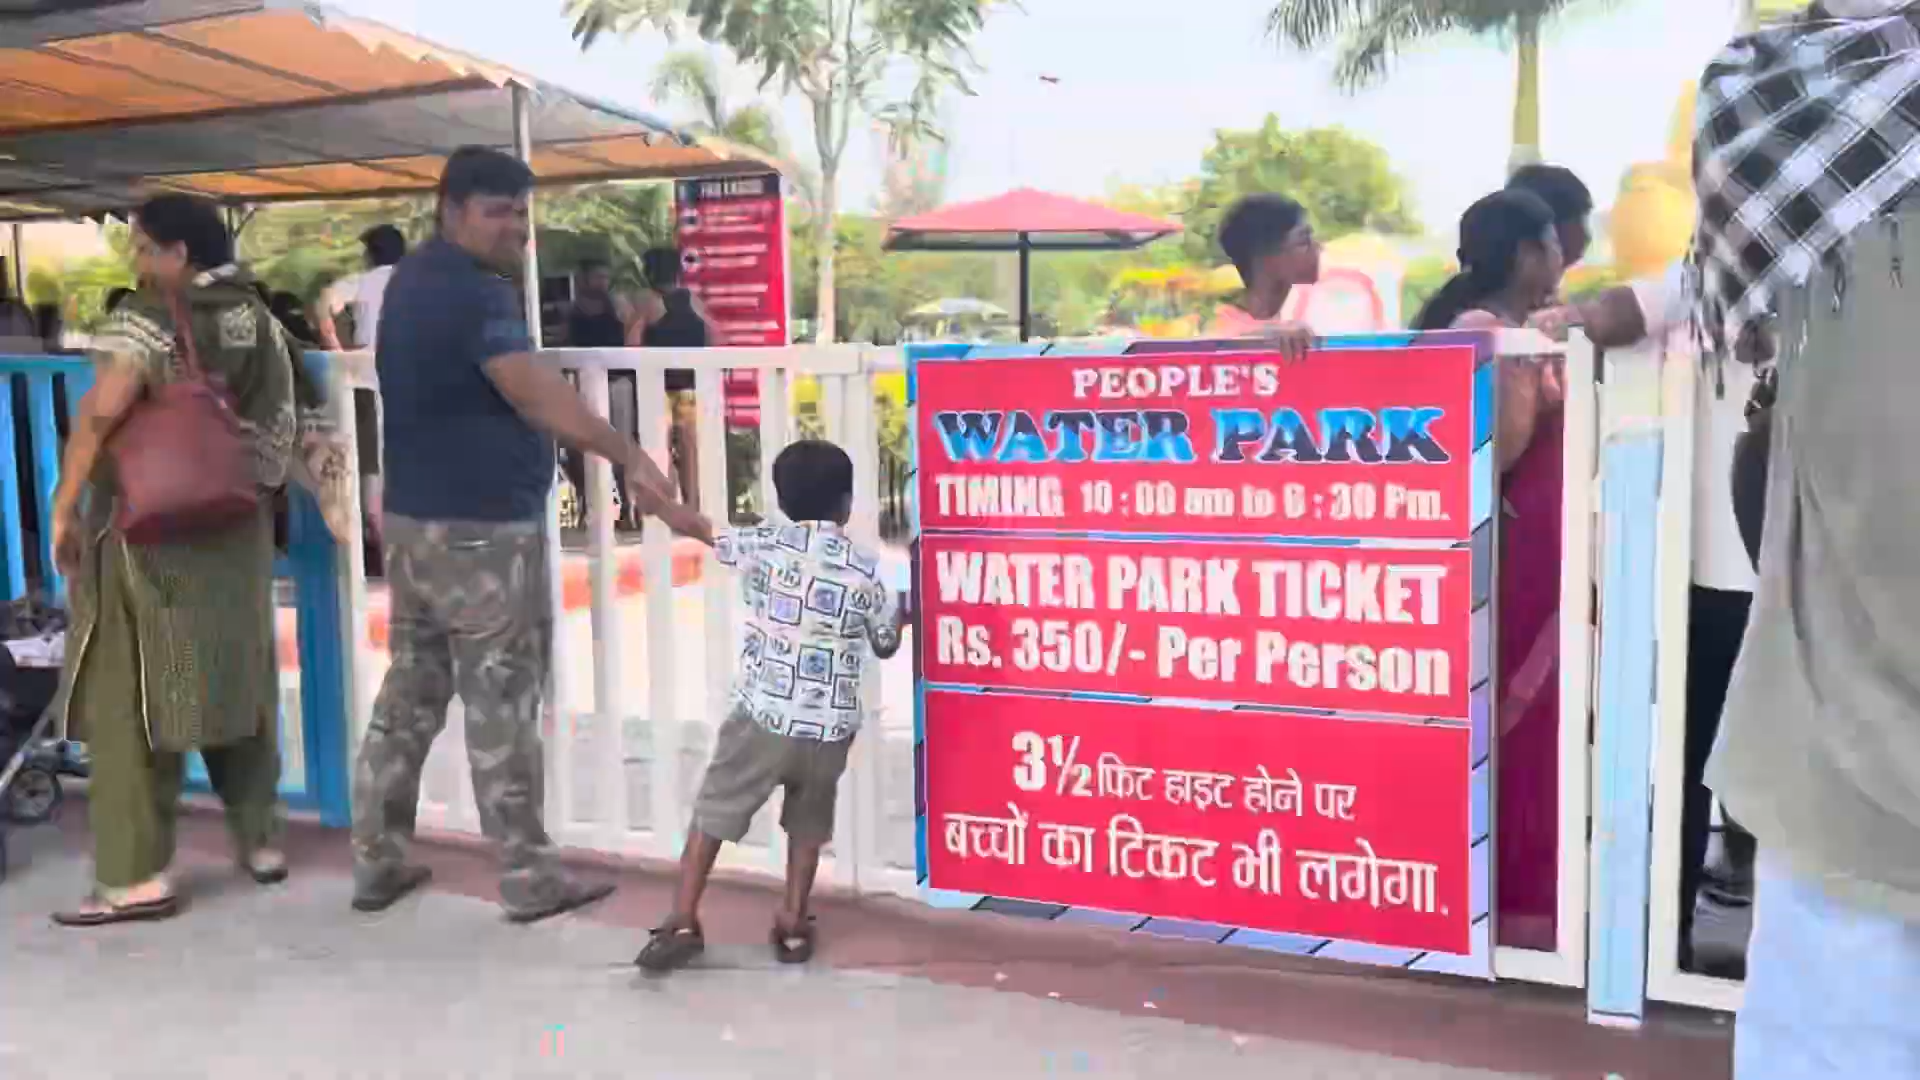 PEOPLE'S
WATER PARK
TIMING 10:00 am to 6:30 Pm.
WATER PARK TICKET
Rs. 350/- Per Person
3½ फिट हाइट होने पर
बच्चों का टिकट भी लगेगा.